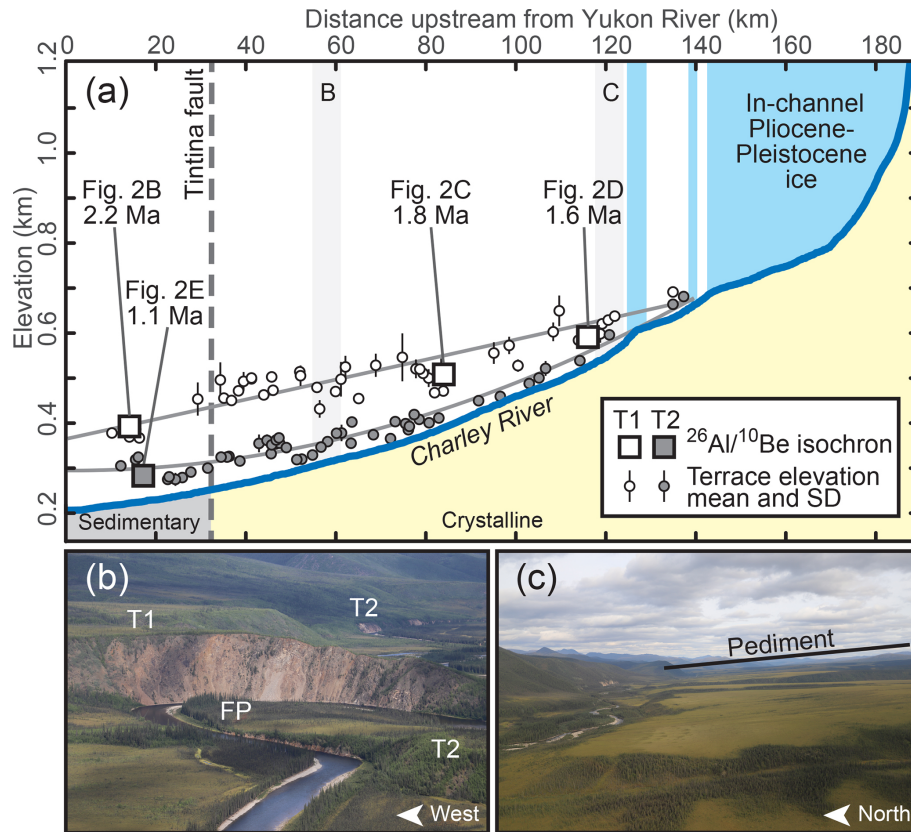 Distance upstream from Yukon River (km)
0 20 40 60 80 100 120 140 160 180
1.2
1.0
0.8
0.6
0.4
0.2
Elevation (km)
(a)
Tintina fault
B
C
In-channel
Pliocene-
Pleistocene
ice
Fig. 2B
2.2 Ma
Fig. 2C
1.8 Ma
Fig. 2D
1.6 Ma
Fig. 2E
1.1 Ma
Charley River
T1 T2
²⁶Al/¹⁰Be isochron
Terrace elevation
mean and SD
Sedimentary
Crystalline
(b)
T1
T2
FP
T2
West
(c)
Pediment
North